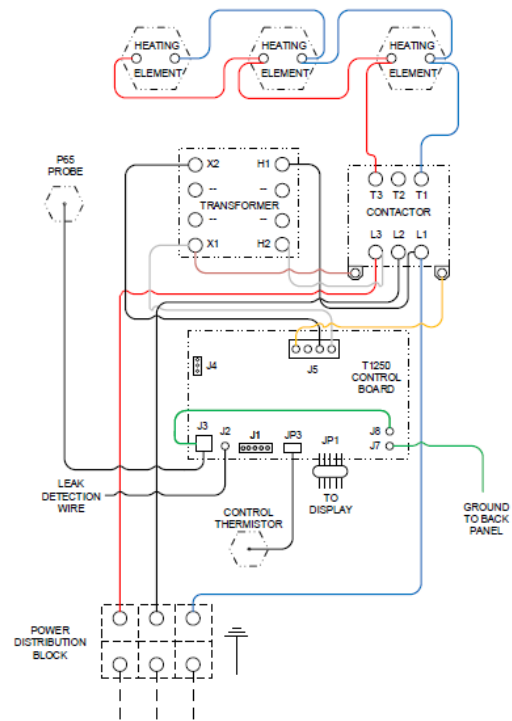 HEATING
ELEMENT
HEATING
ELEMENT
HEATING
ELEMENT
P65
PROBE
X2
H1
--
--
TRANSFORMER
--
--
X1
H2
T3
T2
T1
CONTACTOR
L3
L2
L1
J4
J5
T1250
CONTROL
BOARD
J3
J2
J1
JP3
JP1
J8
J7
LEAK
DETECTION
WIRE
TO
DISPLAY
CONTROL
THERMISTOR
GROUND
TO BACK
PANEL
POWER
DISTRIBUTION
BLOCK